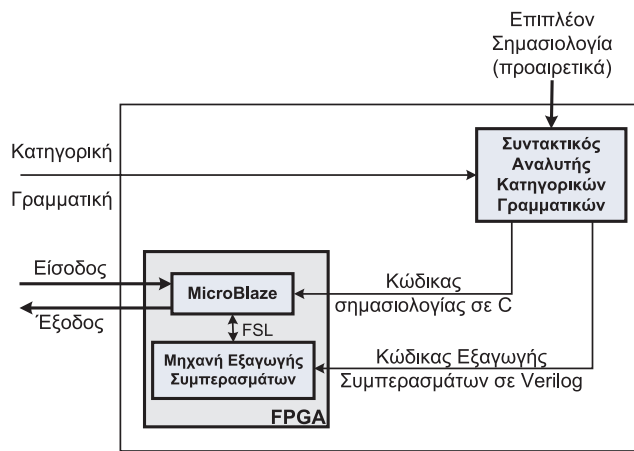 Επιπλέον
Σημασιολογία
(προαιρετικά)
Κατηγορική
Γραμματική
Συντακτικός
Αναλυτής
Κατηγορικών
Γραμματικών
Είσοδος
Έξοδος
MicroBlaze
Κώδικας
σημασιολογίας σε C
FSL
Μηχανή Εξαγωγής
Συμπερασμάτων
Κώδικας Εξαγωγής
Συμπερασμάτων σε Verilog
FPGA